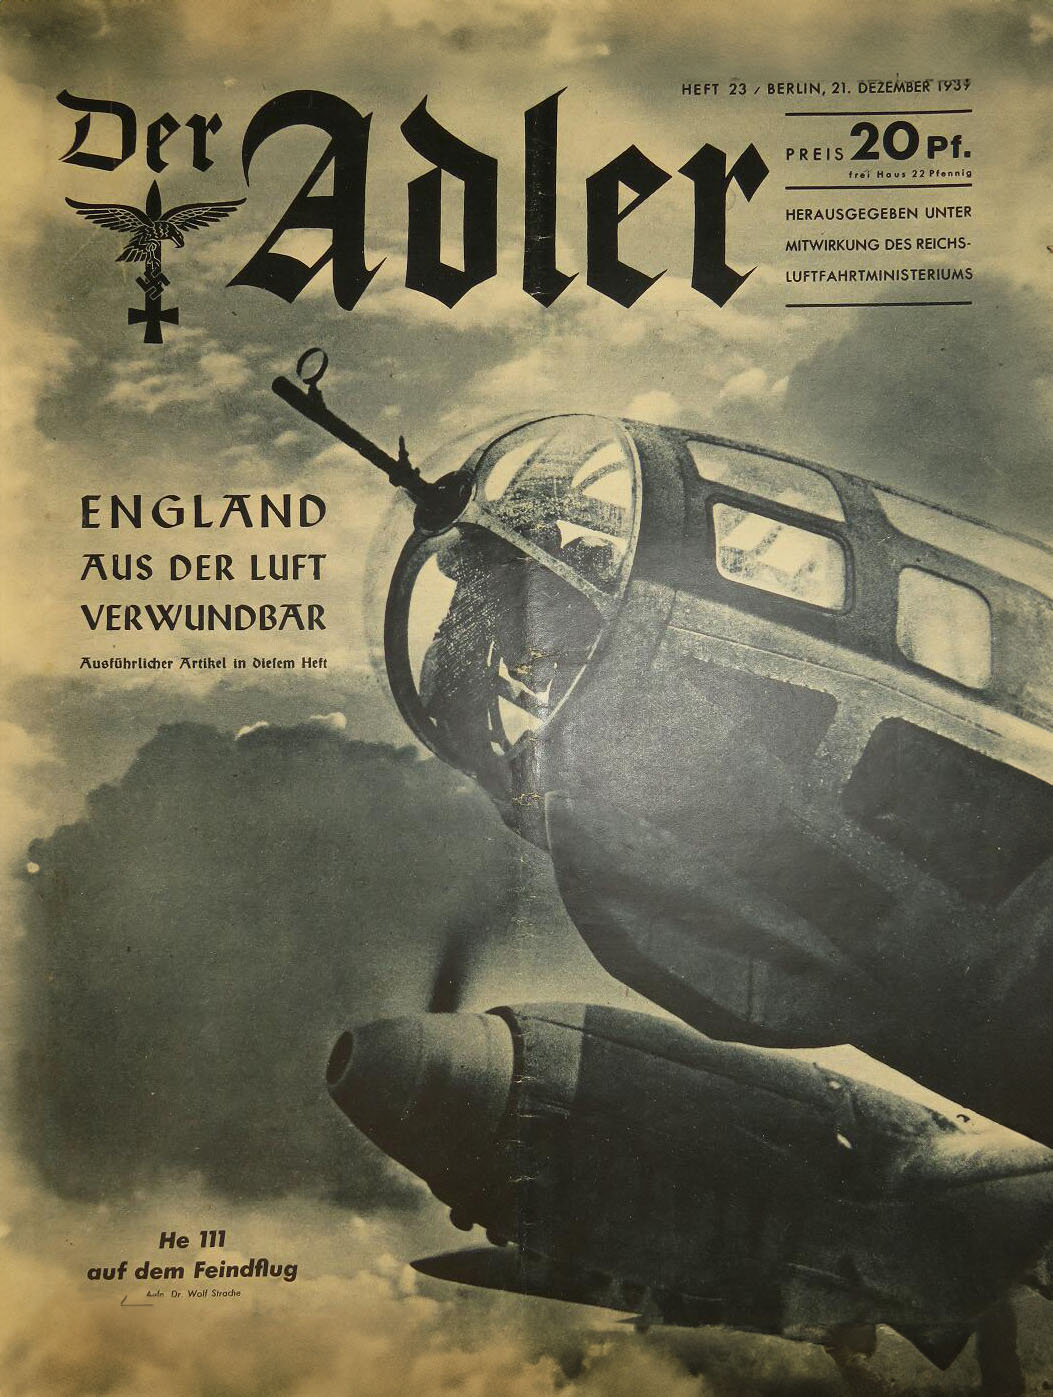 Der Adler
HEFT 23 / BERLIN, 21. DEZEMBER 1939
PREIS 20 Pf.
frei Haus 22 Pfennig
HERAUSGEGEBEN UNTER
MITWIRKUNG DES REICHS-
LUFTFAHRTMINISTERIUMS
ENGLAND
AUS DER LUFT
VERWUNDBAR
Ausführlicher Artikel in dieſem Heft
He 111
auf dem Feindflug
Aufn. Dr. Wolf Strache